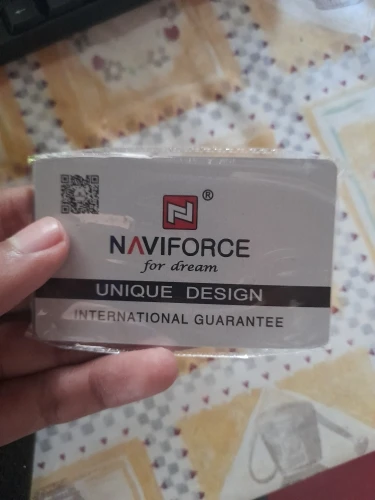 ®
NAVIFORCE
for dream
UNIQUE DESIGN
INTERNATIONAL GUARANTEE